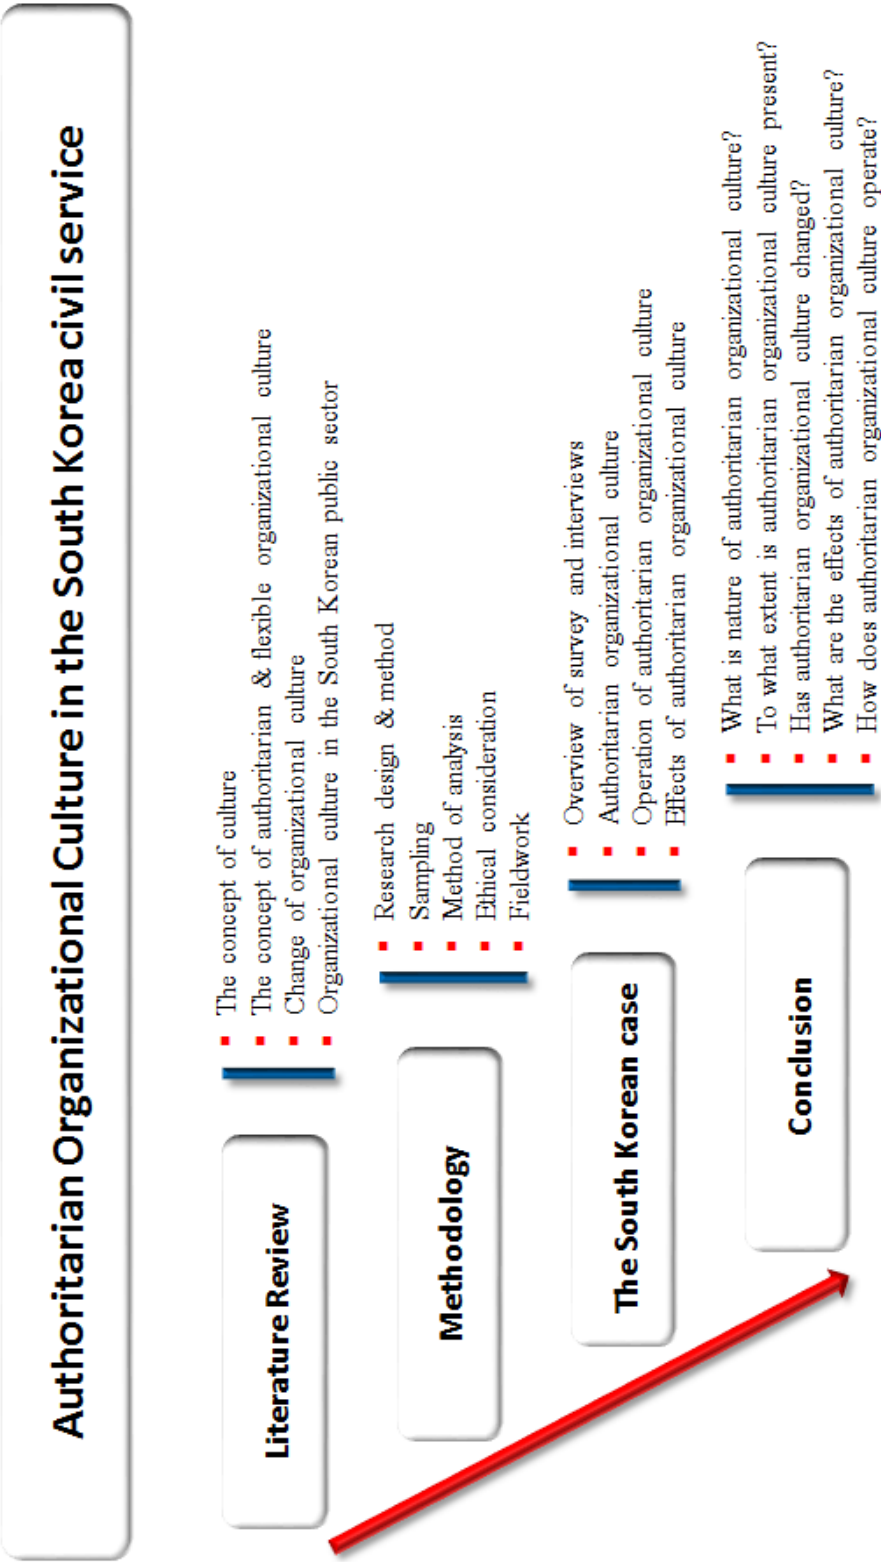 Authoritarian Organizational Culture in the South Korea civil service
Literature Review
The concept of culture
The concept of authoritarian & flexible organizational culture
Change of organizational culture
Organizational culture in the South Korean public sector
Methodology
Research design & method
Sampling
Method of analysis
Ethical consideration
Fieldwork
The South Korean case
Overview of survey and interviews
Authoritarian organizational culture
Operation of authoritarian organizational culture
Effects of authoritarian organizational culture
Conclusion
What is nature of authoritarian organizational culture?
To what extent is authoritarian organizational culture present?
Has authoritarian organizational culture changed?
What are the effects of authoritarian organizational culture?
How does authoritarian organizational culture operate?